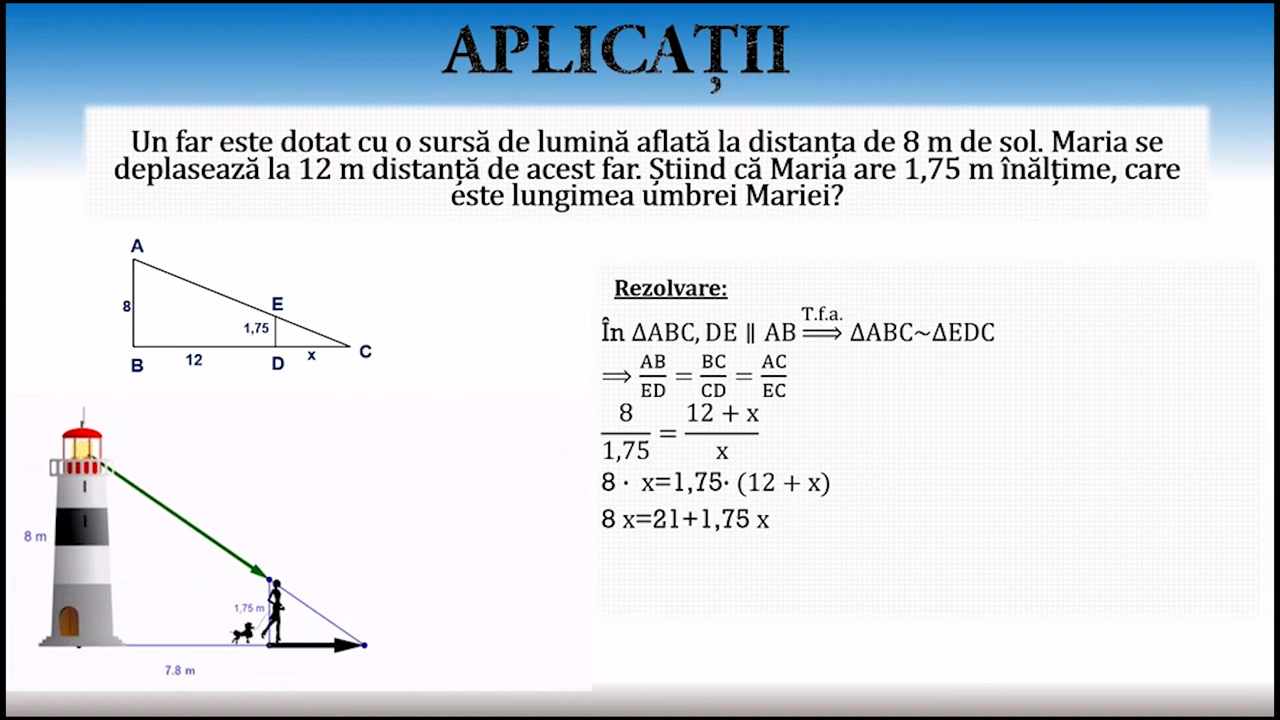 APLICAȚII
Un far este dotat cu o sursă de lumină aflată la distanța de 8 m de sol. Maria se
deplasează la 12 m distanță de acest far. Știind că Maria are 1,75 m înălțime, care
este lungimea umbrei Mariei?
A
8
E
1,75
B
12
D
x
C
Rezolvare:
În ΔABC, DE ∥ AB T.f.a. ⟹ ΔABC~ΔEDC
⟹ AB/ED = BC/CD = AC/EC
8/1,75 = 12 + x/x
8 · x=1,75· (12 + x)
8 x=21+1,75 x
8 m
1,75 m
7.8 m